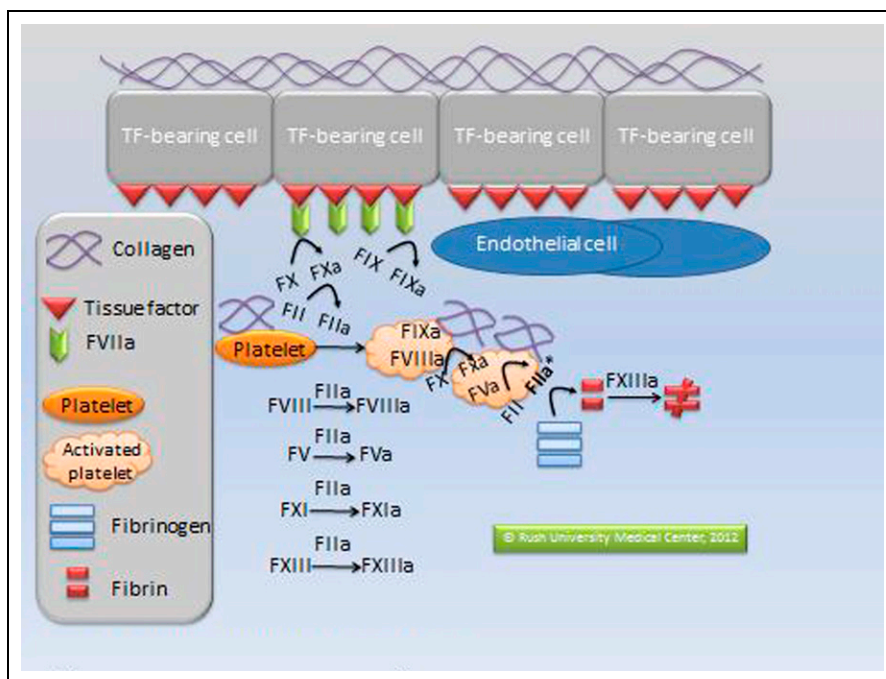 TF-bearing cell
TF-bearing cell
TF-bearing cell
TF-bearing cell
Collagen
Tissue factor
FVIIa
Platelet
Activated
platelet
Fibrinogen
Fibrin
Endothelial cell
FX
FXa
FIX
FIXa
FII
FIIa
Platelet
FIXa
FVIIIa
FX
FXa
FVa
FII
FIIa*
FXIIIa
FIIa
FVIII
FVIIIa
FIIa
FV
FVa
FIIa
FXI
FXIa
FIIa
FXIII
FXIIIa
© Rush University Medical Center, 2012